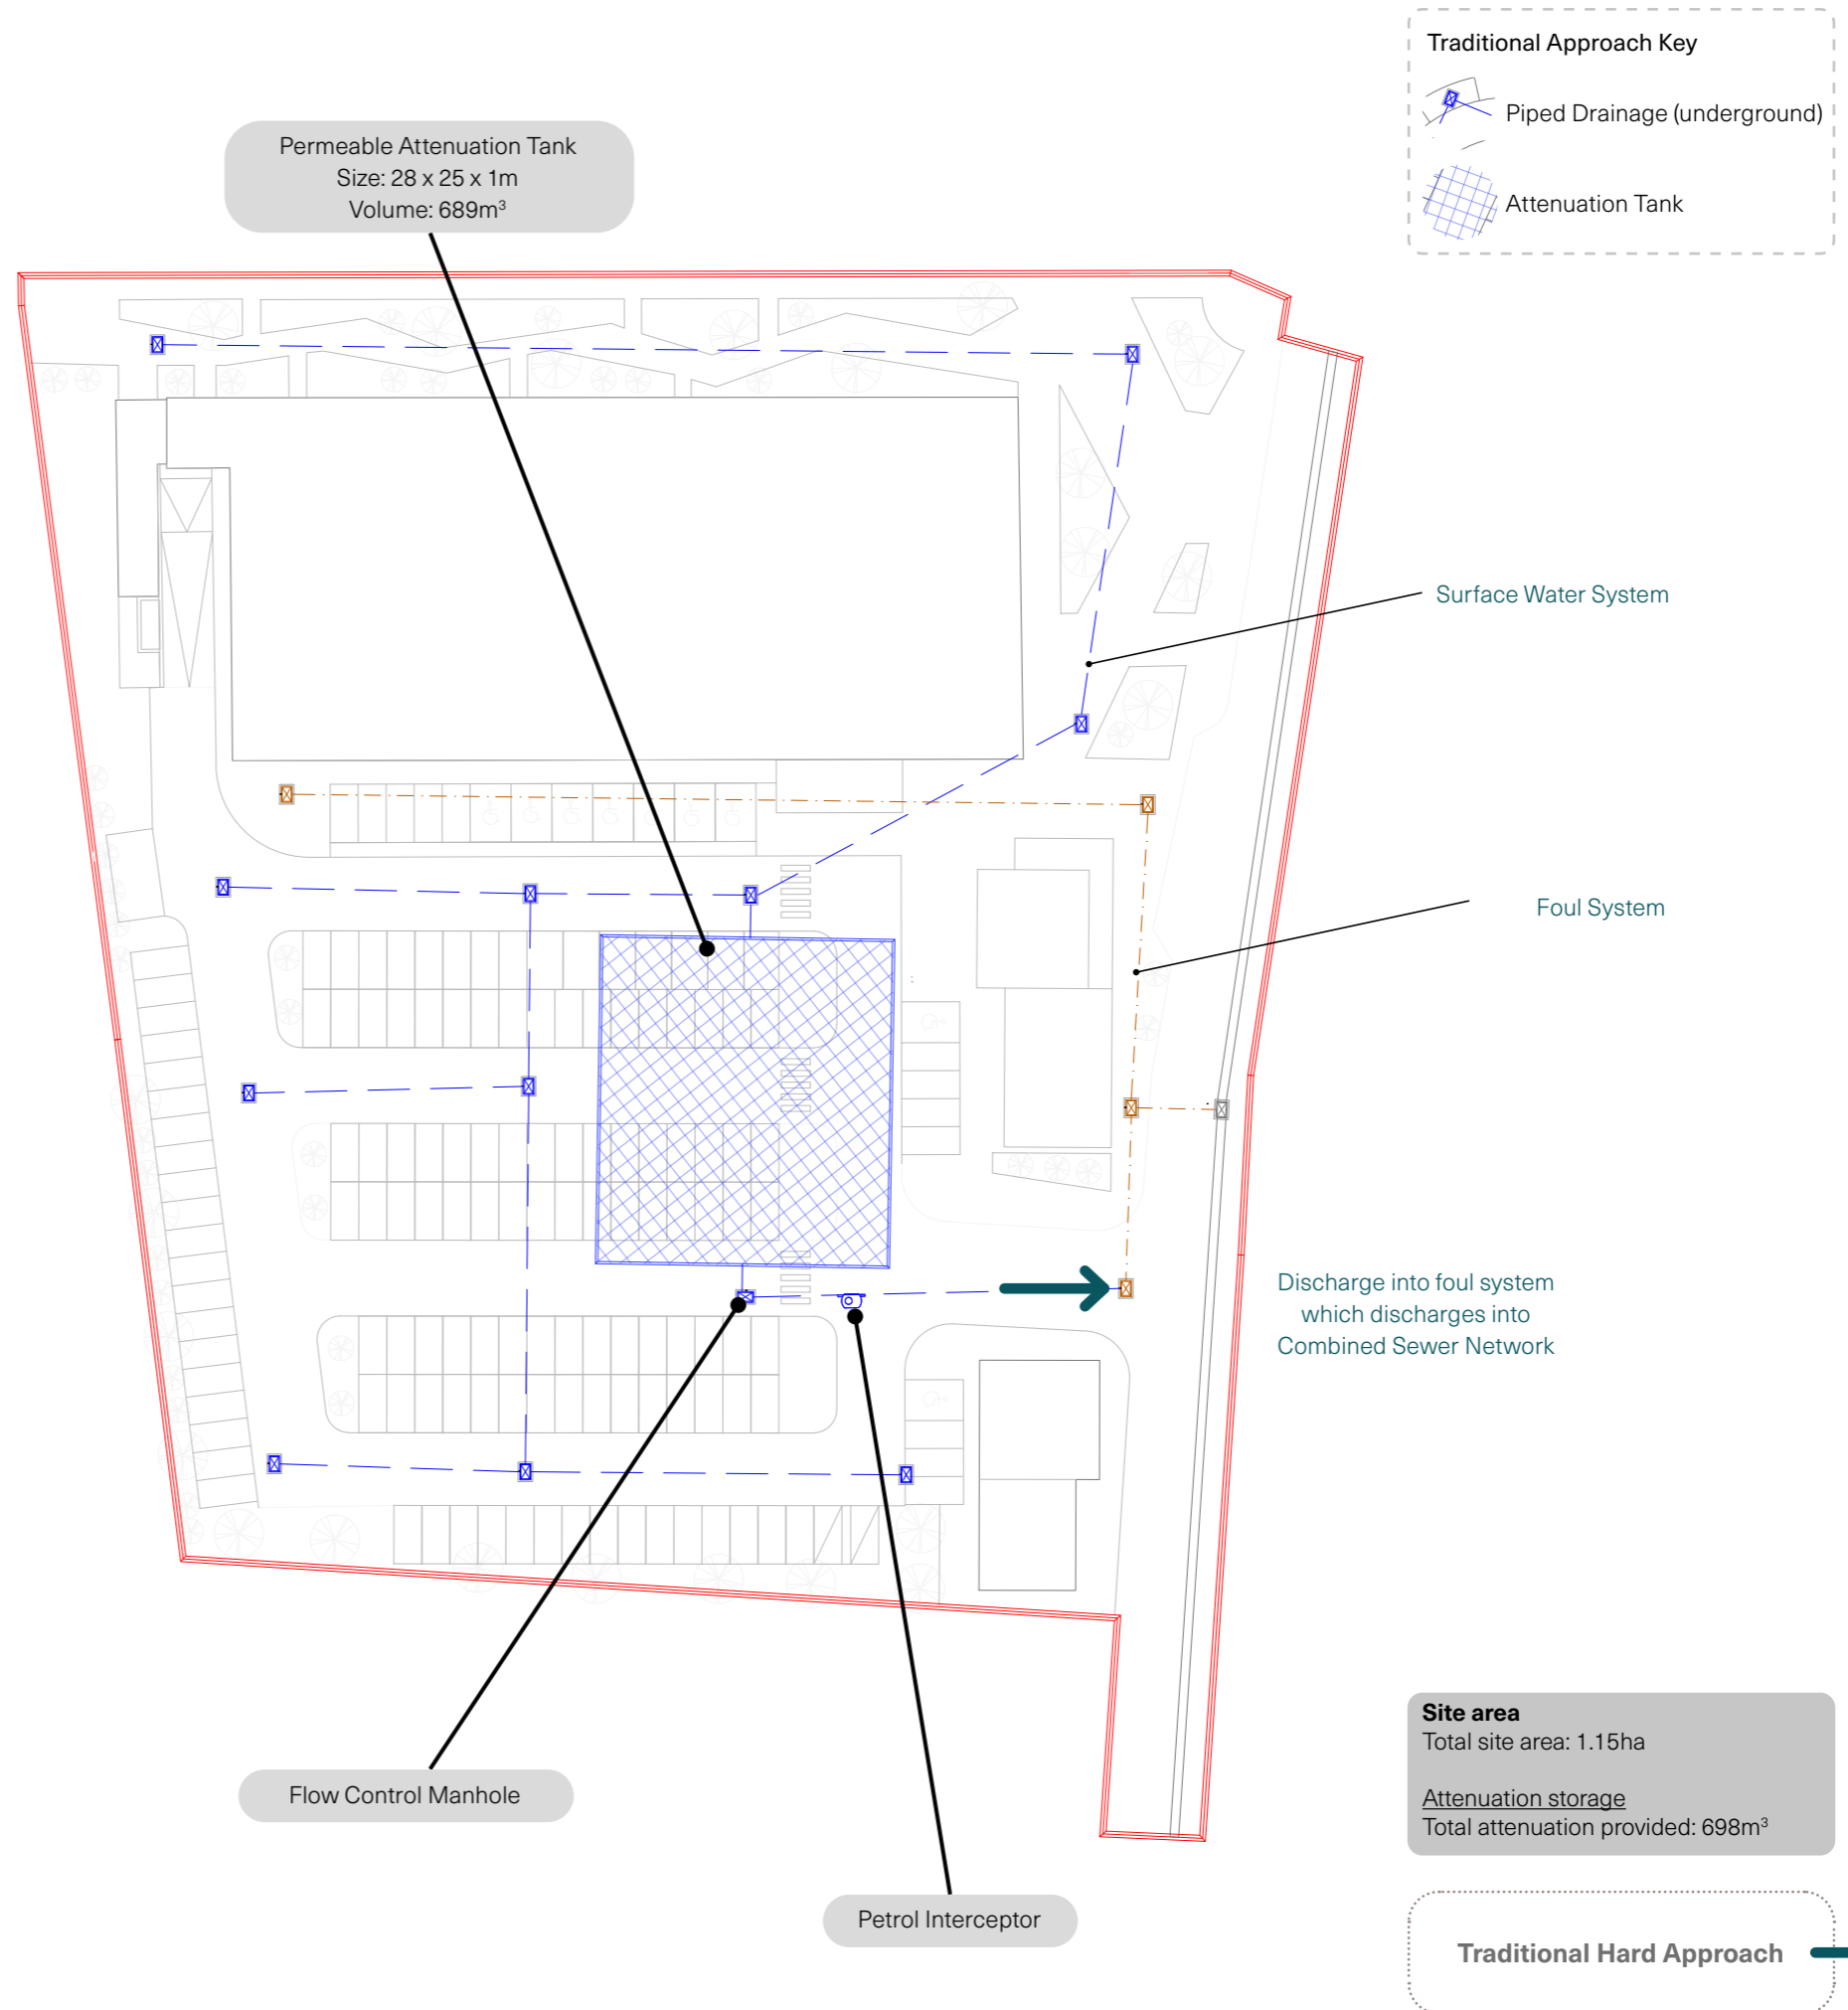 Traditional Approach Key
Piped Drainage (underground)
Attenuation Tank
Permeable Attenuation Tank
Size: 28 x 25 x 1m
Volume: 689m³
Surface Water System
Foul System
Discharge into foul system
which discharges into
Combined Sewer Network
Flow Control Manhole
Petrol Interceptor
Site area
Total site area: 1.15ha
Attenuation storage
Total attenuation provided: 698m³
Traditional Hard Approach